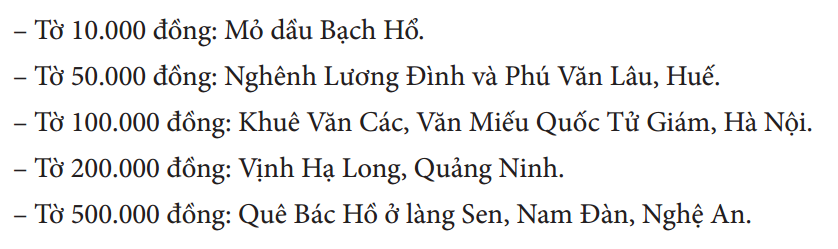 – Tờ 10.000 đồng: Mỏ dầu Bạch Hổ.
– Tờ 50.000 đồng: Nghênh Lương Đình và Phú Văn Lâu, Huế.
– Tờ 100.000 đồng: Khuê Văn Các, Văn Miếu Quốc Tử Giám, Hà Nội.
– Tờ 200.000 đồng: Vịnh Hạ Long, Quảng Ninh.
– Tờ 500.000 đồng: Quê Bác Hồ ở làng Sen, Nam Đàn, Nghệ An.